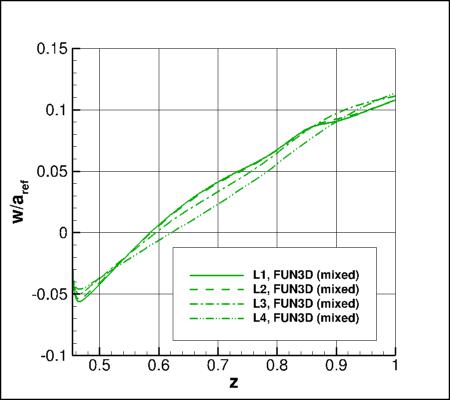 0.15
0.1
0.05
0
-0.05
-0.1
w/a_ref
0.5 0.6 0.7 0.8 0.9 1
z
L1, FUN3D (mixed)
L2, FUN3D (mixed)
L3, FUN3D (mixed)
L4, FUN3D (mixed)